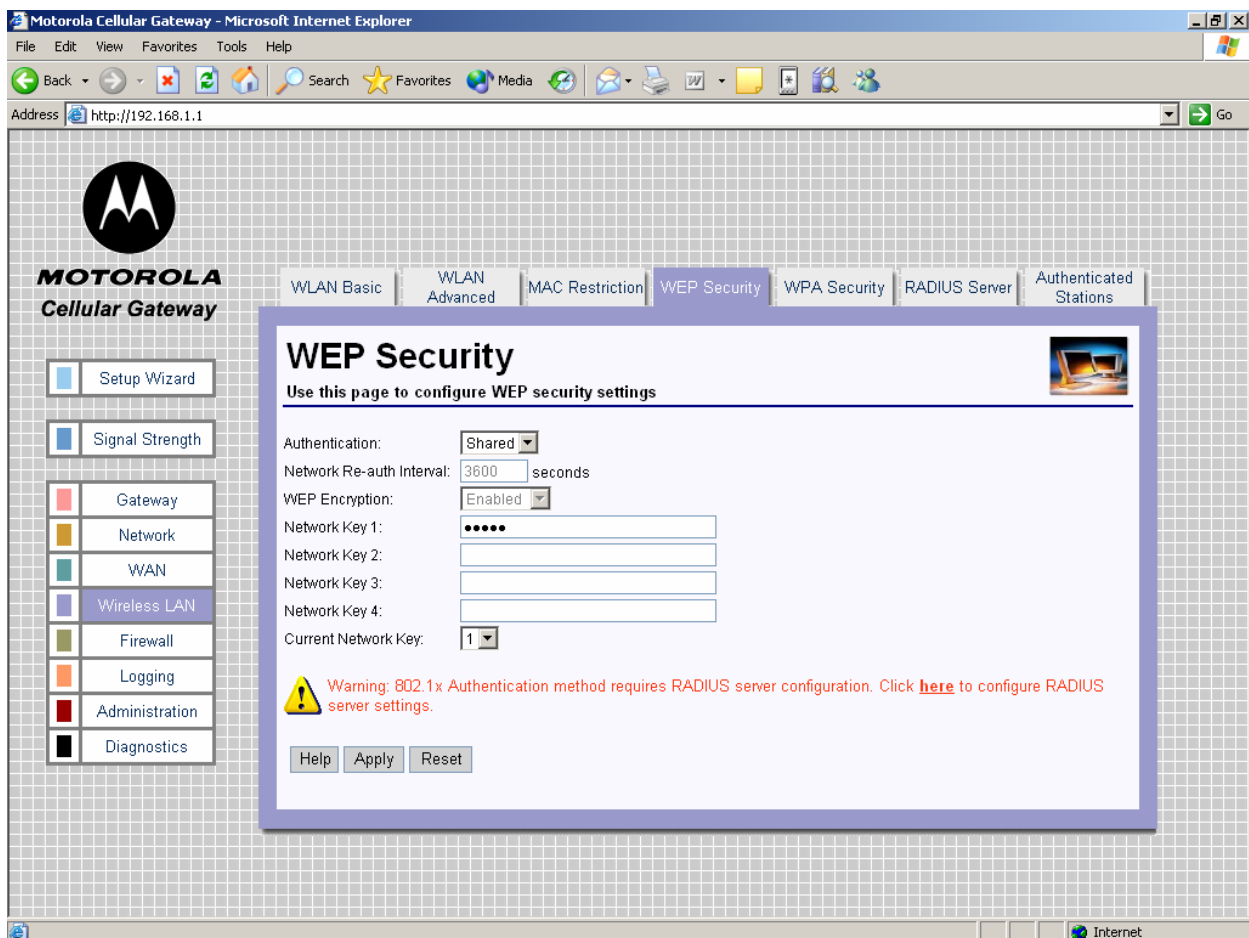 Motorola Cellular Gateway - Microsoft Internet Explorer
File Edit View Favorites Tools Help
Back Search Favorites Media
Address http://192.168.1.1 Go
MOTOROLA
Cellular Gateway
WLAN Basic
WLAN Advanced
MAC Restriction
WEP Security
WPA Security
RADIUS Server
Authenticated Stations
Setup Wizard
Signal Strength
Gateway
Network
WAN
Wireless LAN
Firewall
Logging
Administration
Diagnostics
WEP Security
Use this page to configure WEP security settings
Authentication: Shared
Network Re-auth Interval: 3600 seconds
WEP Encryption: Enabled
Network Key 1: •••••
Network Key 2:
Network Key 3:
Network Key 4:
Current Network Key: 1
Warning: 802.1x Authentication method requires RADIUS server configuration. Click here to configure RADIUS
server settings.
Help Apply Reset
Internet